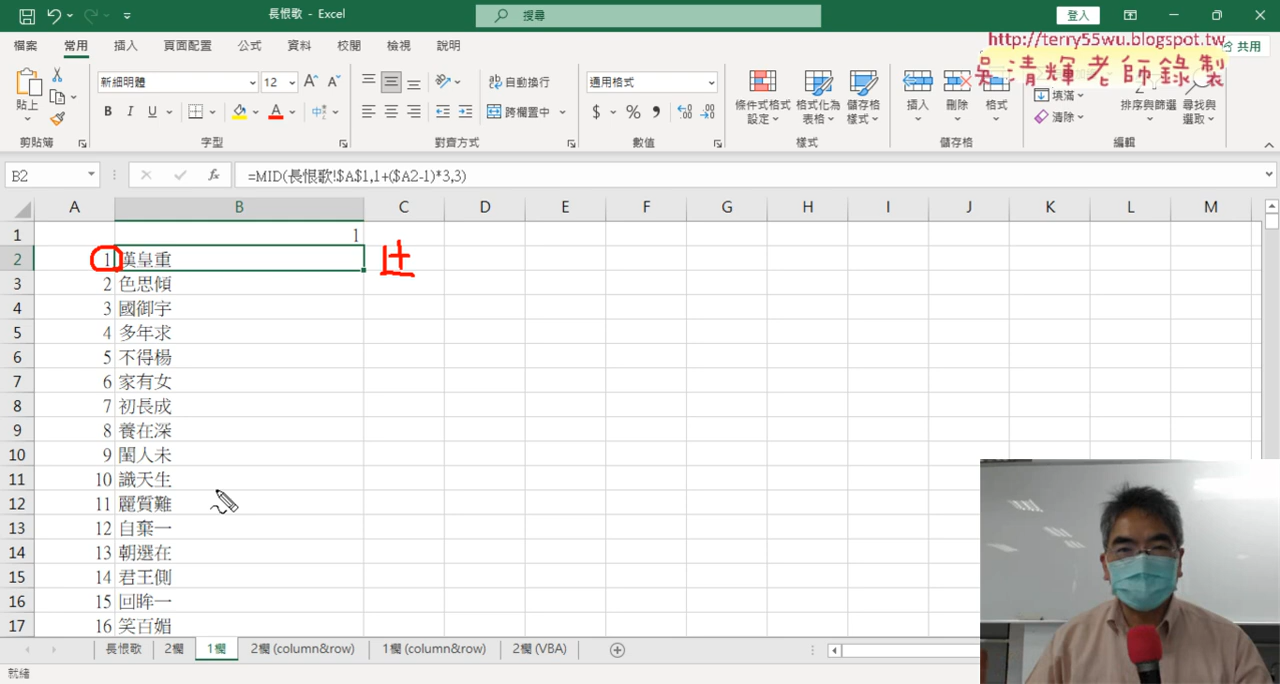 長恨歌 - Excel
搜尋
登入
檔案 常用 插入 頁面配置 公式 資料 校閱 檢視 說明
共用
http://terry55wu.blogspot.tw
吳清輝老師錄製
貼上
新細明體 12
自動換行
通用格式
B I U
跨欄置中
$ % 9
條件式格式設定
格式化為表格
儲存格樣式
插入
刪除
格式
填滿
清除
排序與篩選
尋找與選取
剪貼簿 字型 對齊方式 數值 樣式 儲存格 編輯
B2
fx
=MID(長恨歌!$A$1,1+($A2-1)*3,3)
A B C D E F G H I J K L M
1 1
2 1 漢皇重
3 2 色思傾
4 3 國御宇
5 4 多年求
6 5 不得楊
7 6 家有女
8 7 初長成
9 8 養在深
10 9 閨人未
11 10 識天生
12 11 麗質難
13 12 自棄一
14 13 朝選在
15 14 君王側
16 15 回眸一
17 16 笑百媚
長恨歌 2欄 1欄 2欄 (column&row) 1欄 (column&row) 2欄 (VBA)
就緒